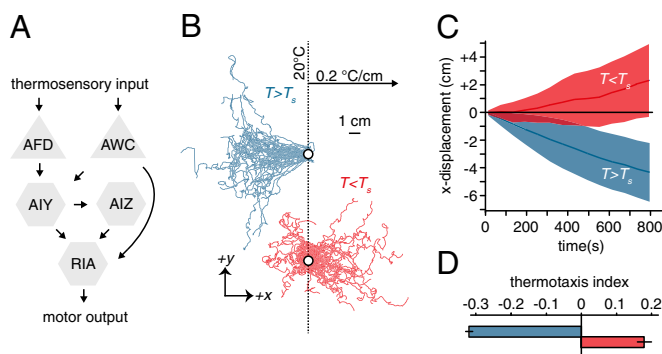 A
thermosensory input
AFD
AWC
AIY
AIZ
RIA
motor output
B
20°C
0.2 °C/cm
T>Ts
1 cm
T<Ts
+y
+x
C
x-displacement (cm)
+4
+2
0
-2
-4
-6
T<Ts
T>Ts
0 200 400 600 800
time(s)
D
thermotaxis index
-0.3 -0.2 -0.1 0 0.1 0.2